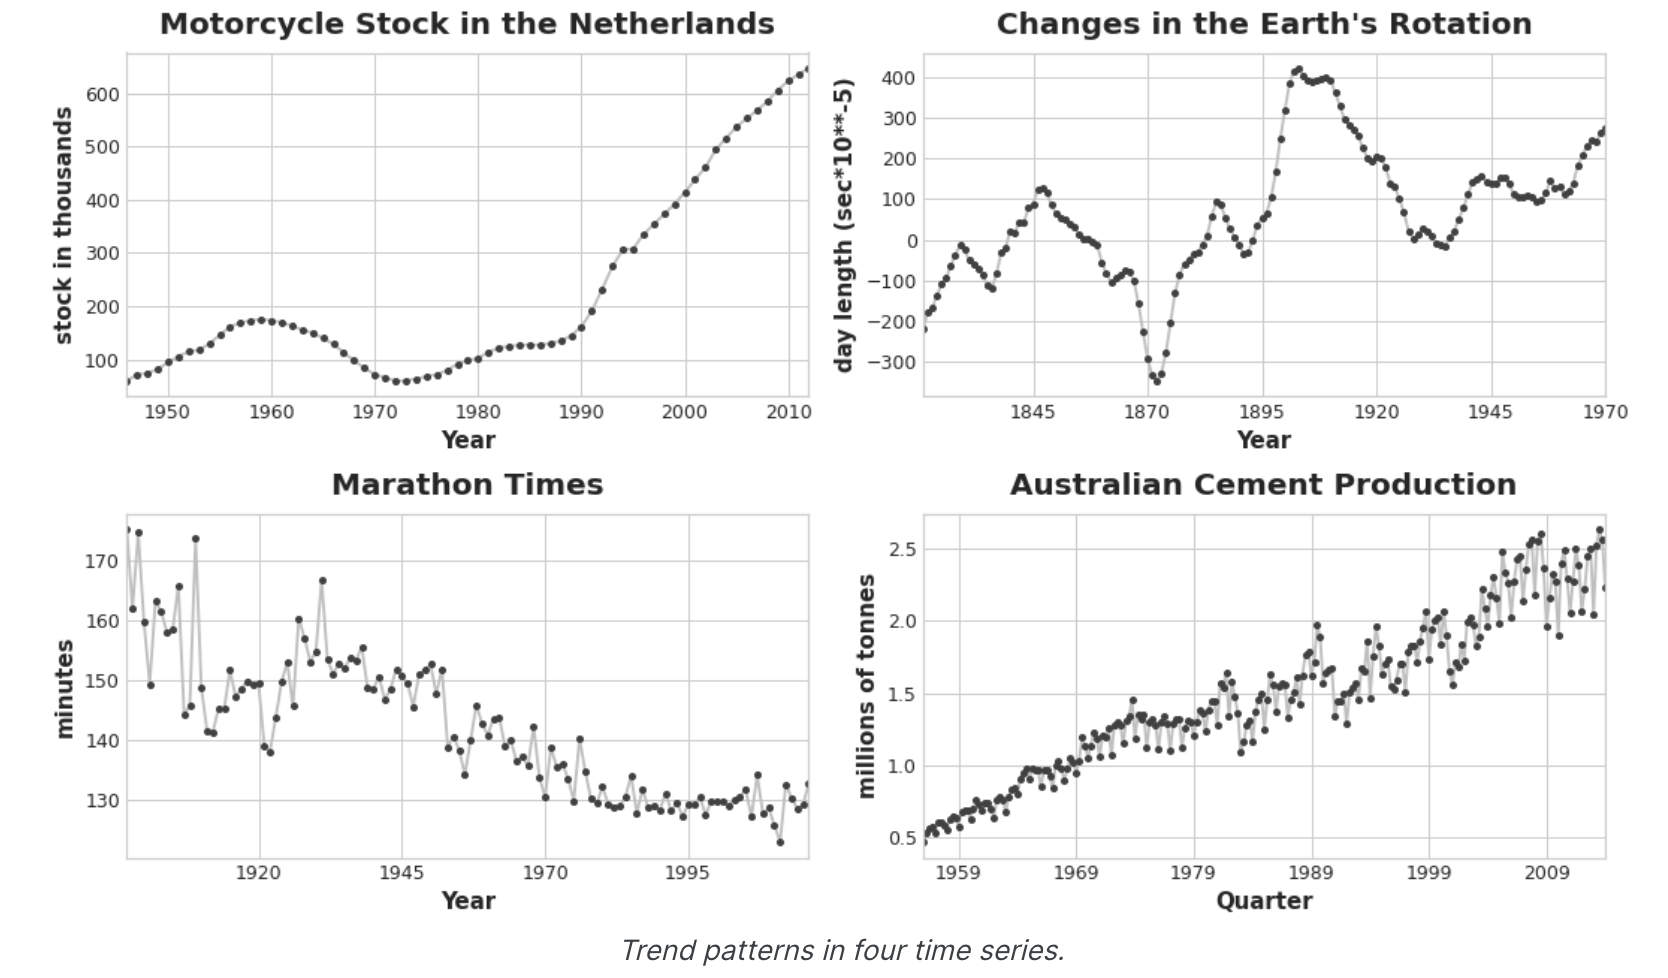 Motorcycle Stock in the Netherlands
stock in thousands
600
500
400
300
200
100
1950 1960 1970 1980 1990 2000 2010
Year
Changes in the Earth's Rotation
day length (sec*10**-5)
400
300
200
100
0
−100
−200
−300
1845 1870 1895 1920 1945 1970
Year
Marathon Times
minutes
170
160
150
140
130
1920 1945 1970 1995
Year
Australian Cement Production
millions of tonnes
2.5
2.0
1.5
1.0
0.5
1959 1969 1979 1989 1999 2009
Quarter
Trend patterns in four time series.